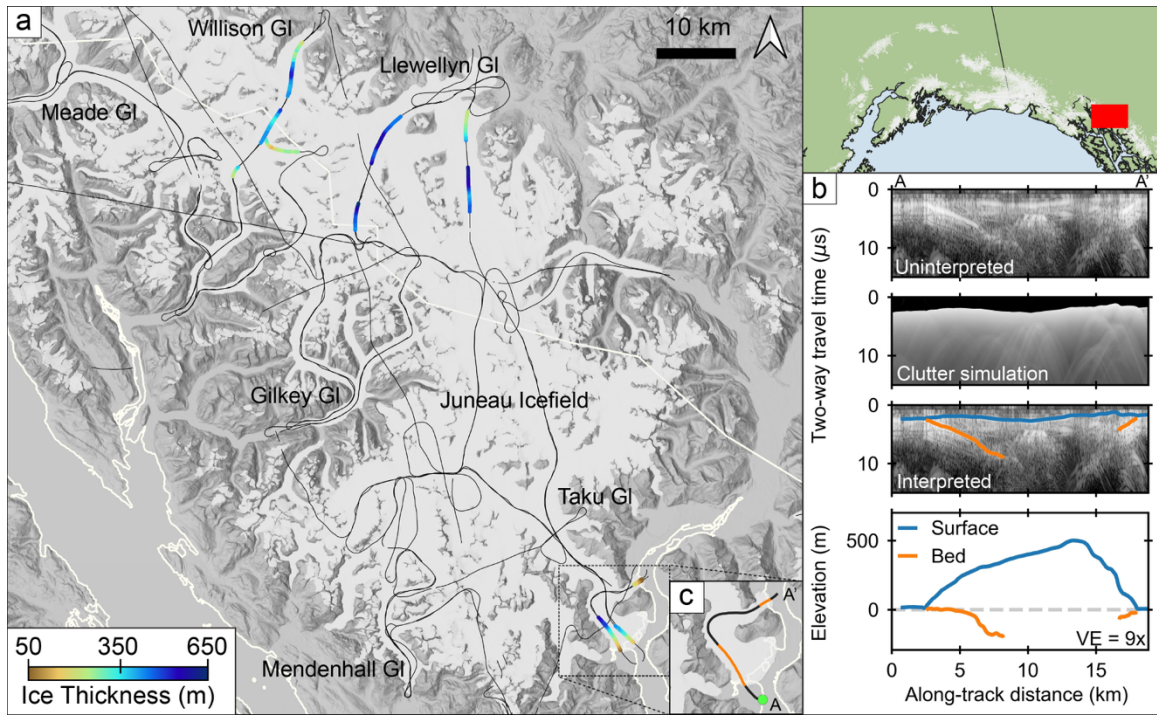 a
Willison Gl
10 km
Llewellyn Gl
Meade Gl
Gilkey Gl
Juneau Icefield
Taku Gl
Mendenhall Gl
50 350 650
Ice Thickness (m)
c
A'
A
b
A A'
0
10
Uninterpreted
0
10
Clutter simulation
0
10
Interpreted
Two-way travel time (μs)
Surface
Bed
500
0
Elevation (m)
VE = 9x
0 5 10 15
Along-track distance (km)